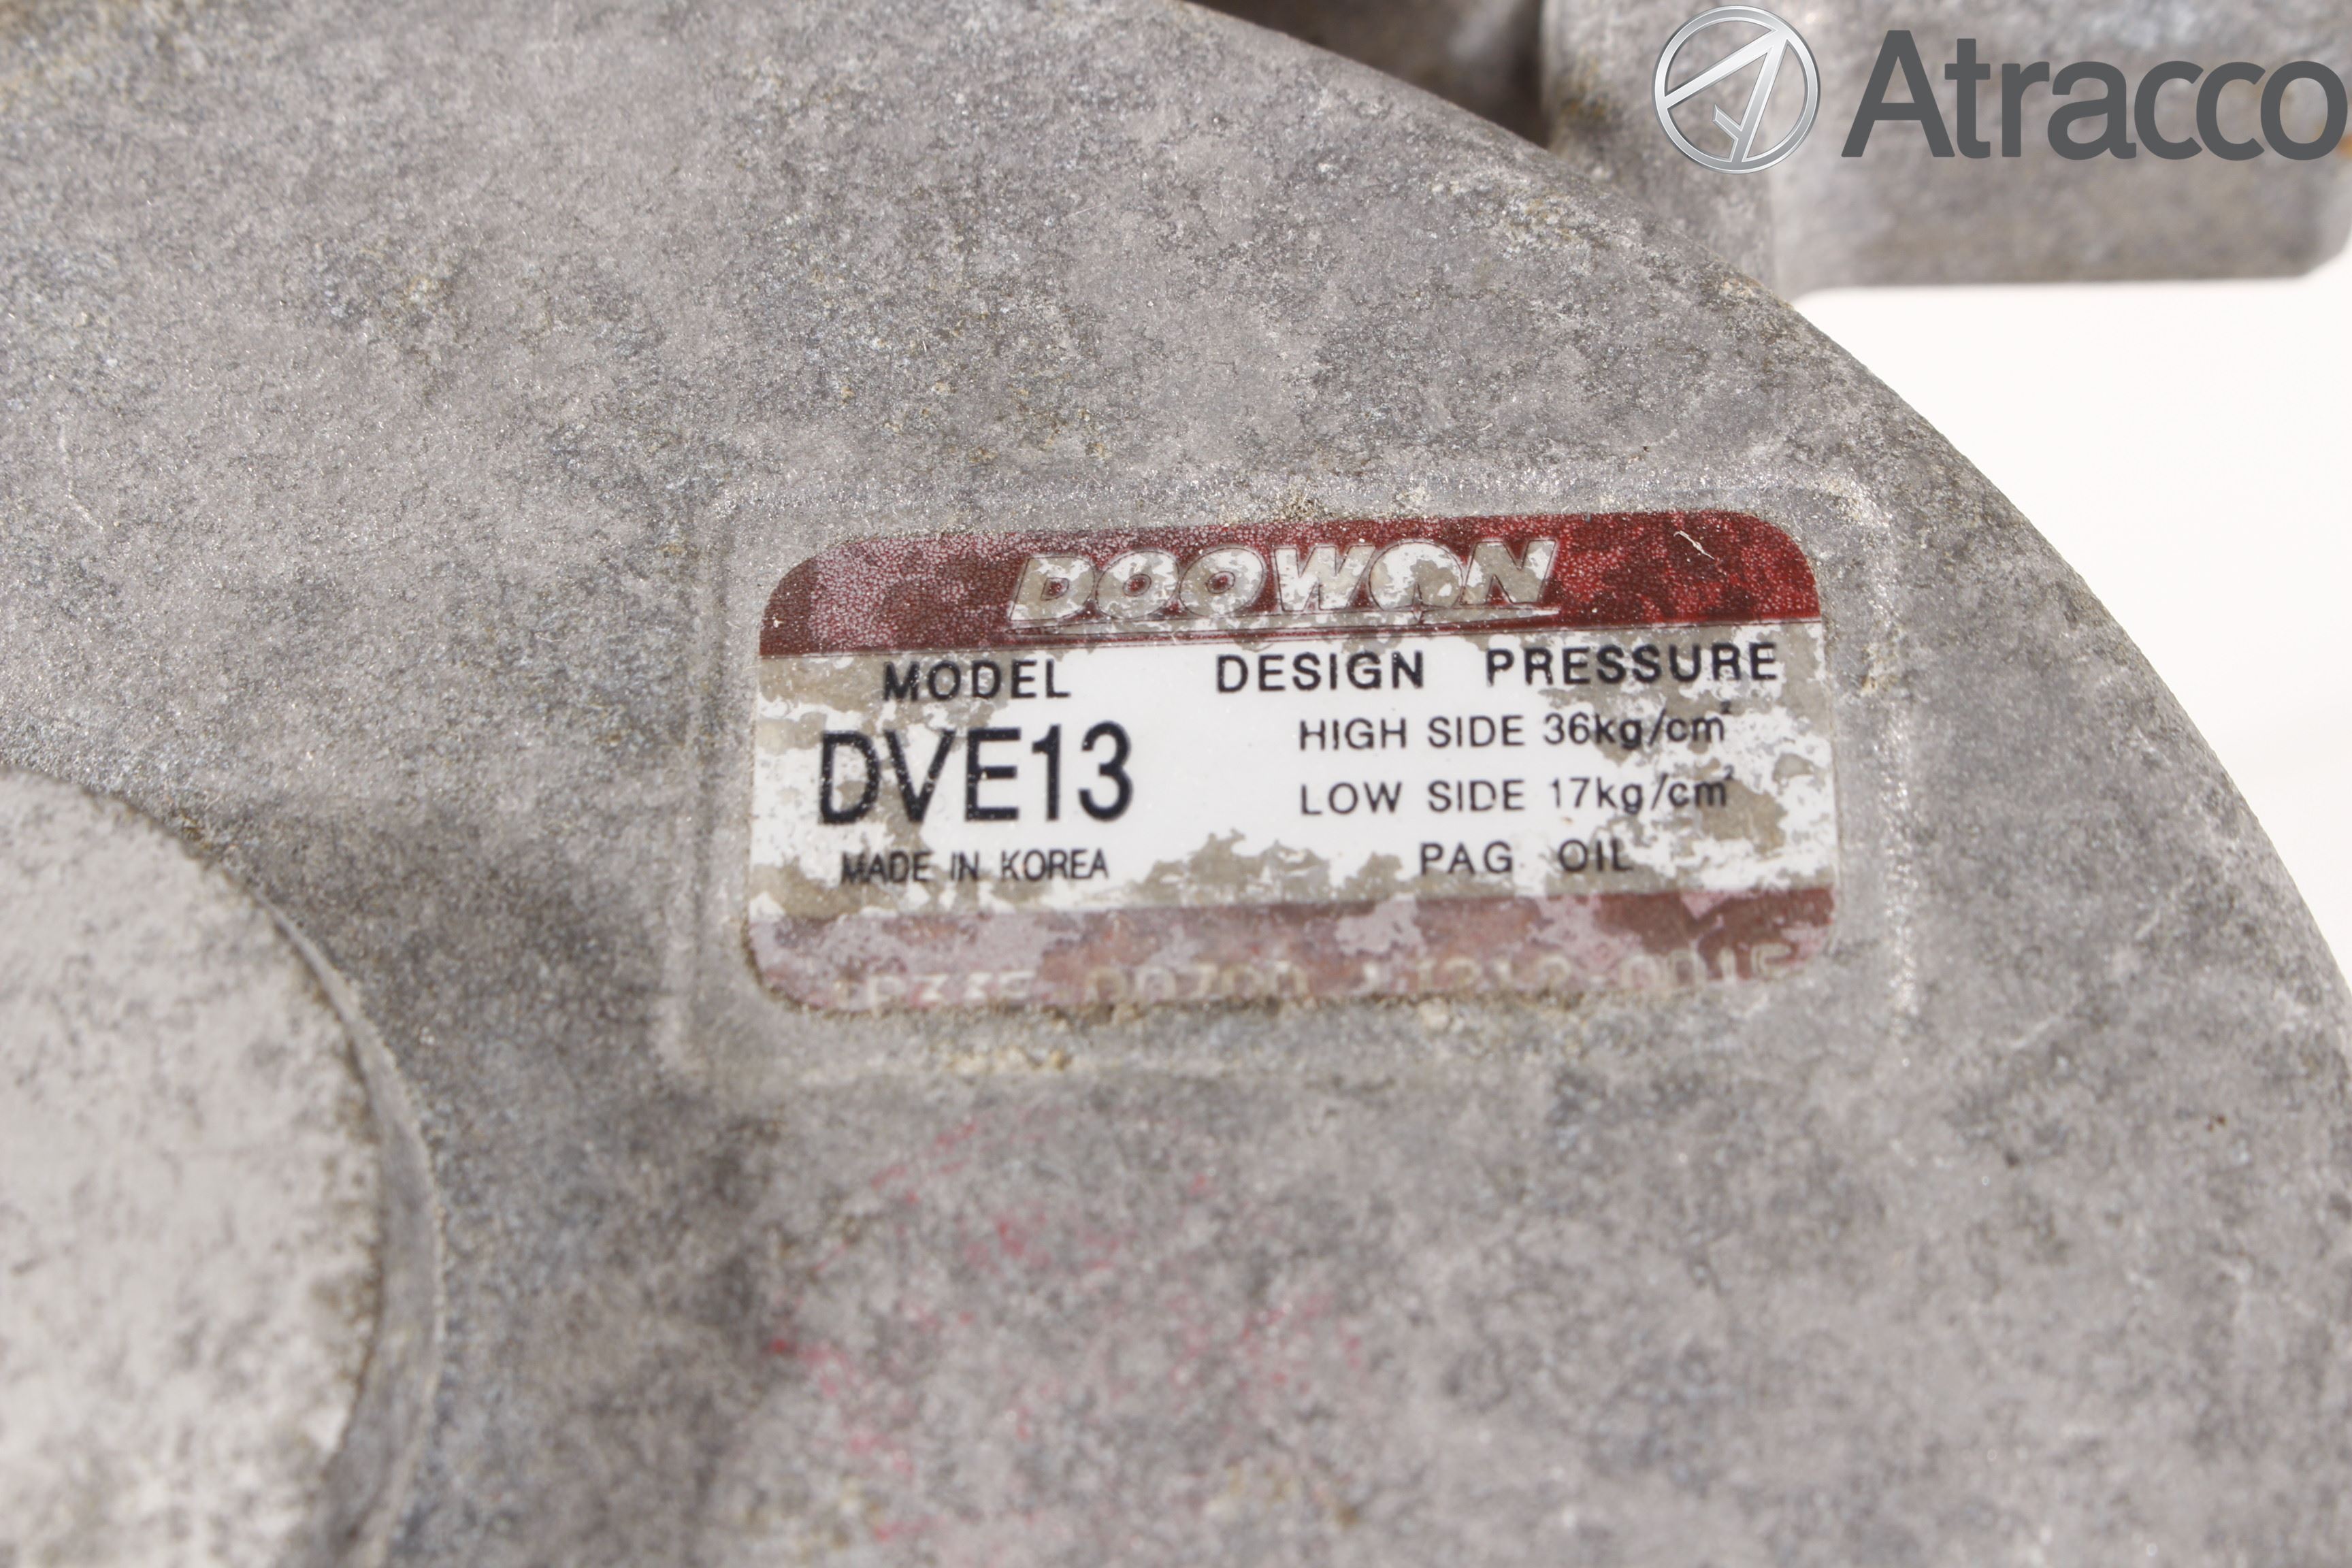 Atracco
DOOWON
MODEL DESIGN PRESSURE
DVE13 HIGH SIDE 36kg/cm²
LOW SIDE 17kg/cm²
MADE IN KOREA PAG OIL